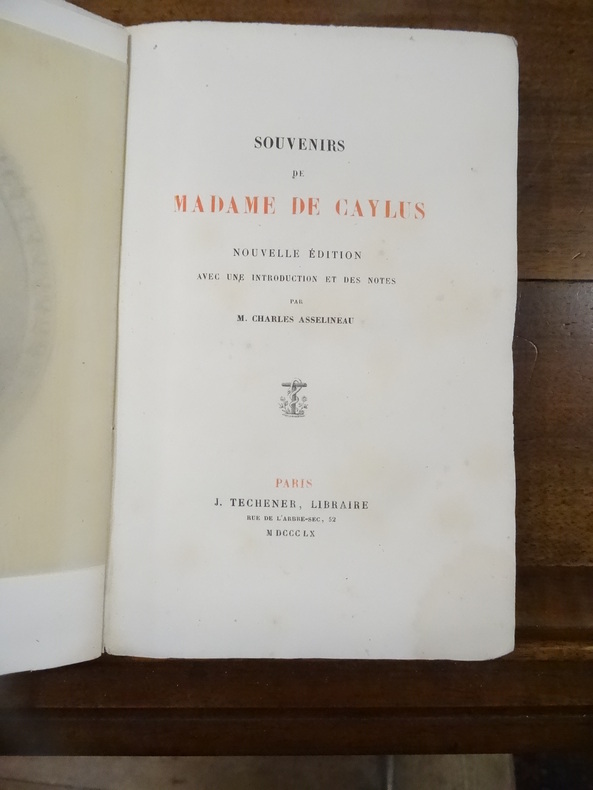 SOUVENIRS
DE
MADAME DE CAYLUS
NOUVELLE ÉDITION
AVEC UNE INTRODUCTION ET DES NOTES
PAR
M. CHARLES ASSELINEAU
PARIS
J. TECHENER, LIBRAIRE
RUE DE L'ARBRE-SEC, 52
MDCCCLX